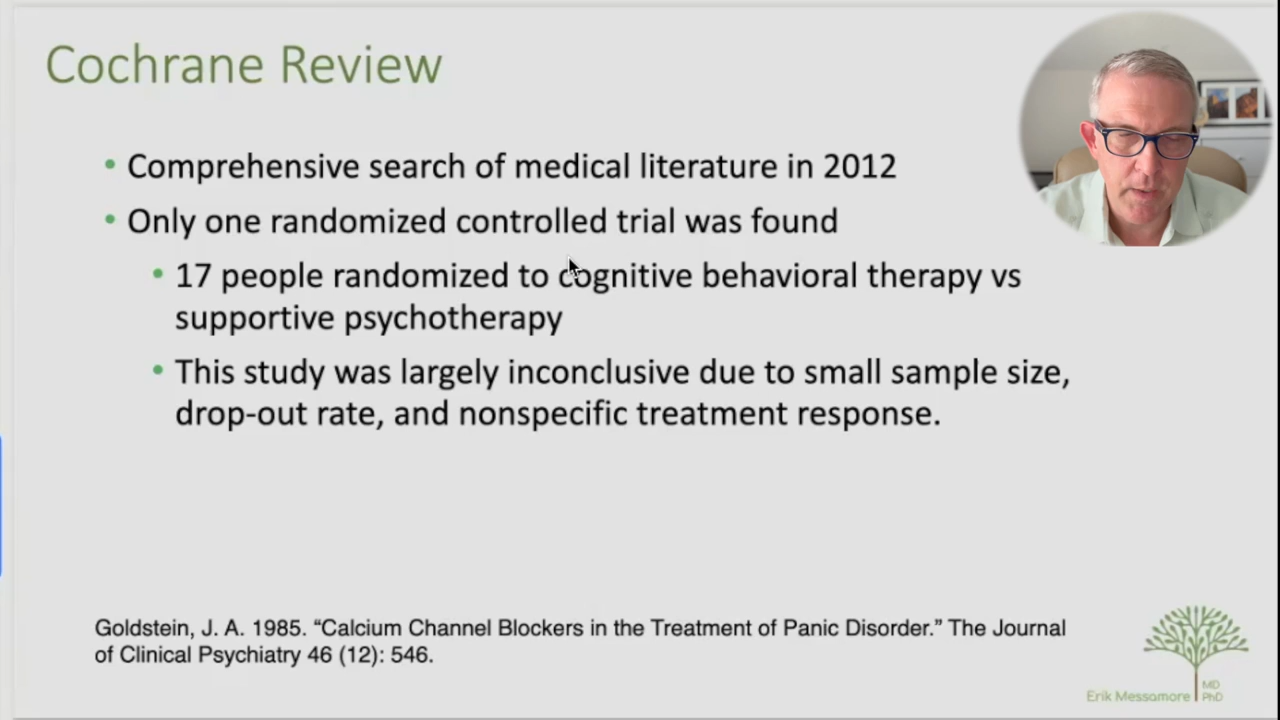 Cochrane Review
• Comprehensive search of medical literature in 2012
• Only one randomized controlled trial was found
• 17 people randomized to cognitive behavioral therapy vs
supportive psychotherapy
• This study was largely inconclusive due to small sample size,
drop-out rate, and nonspecific treatment response.
Goldstein, J. A. 1985. “Calcium Channel Blockers in the Treatment of Panic Disorder.” The Journal
of Clinical Psychiatry 46 (12): 546.
Erik Messamore MD
PhD